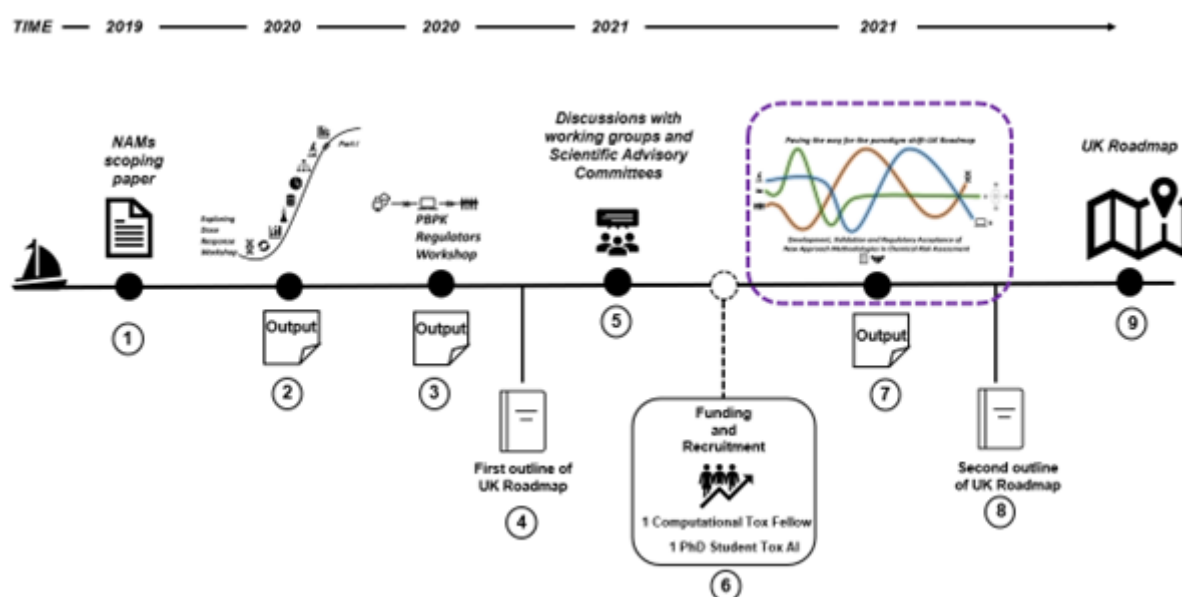 TIME 2019 2020 2020 2021 2021
NAMs
scoping
paper
Exploring
Dose
Response
Workshop
Part I
PBPK
Regulators
Workshop
Discussions with
working groups and
Scientific Advisory
Committees
Paving the way for the paradigm shift-UK Roadmap
Development, Validation and Regulatory Acceptance of
New Approach Methodologies in Chemical Risk Assessment
UK Roadmap
1
Output
2
Output
3
First outline of
UK Roadmap
4
5
Funding
and
Recruitment
1 Computational Tox Fellow
1 PhD Student Tox AI
6
Output
7
Second outline
of UK Roadmap
8
9